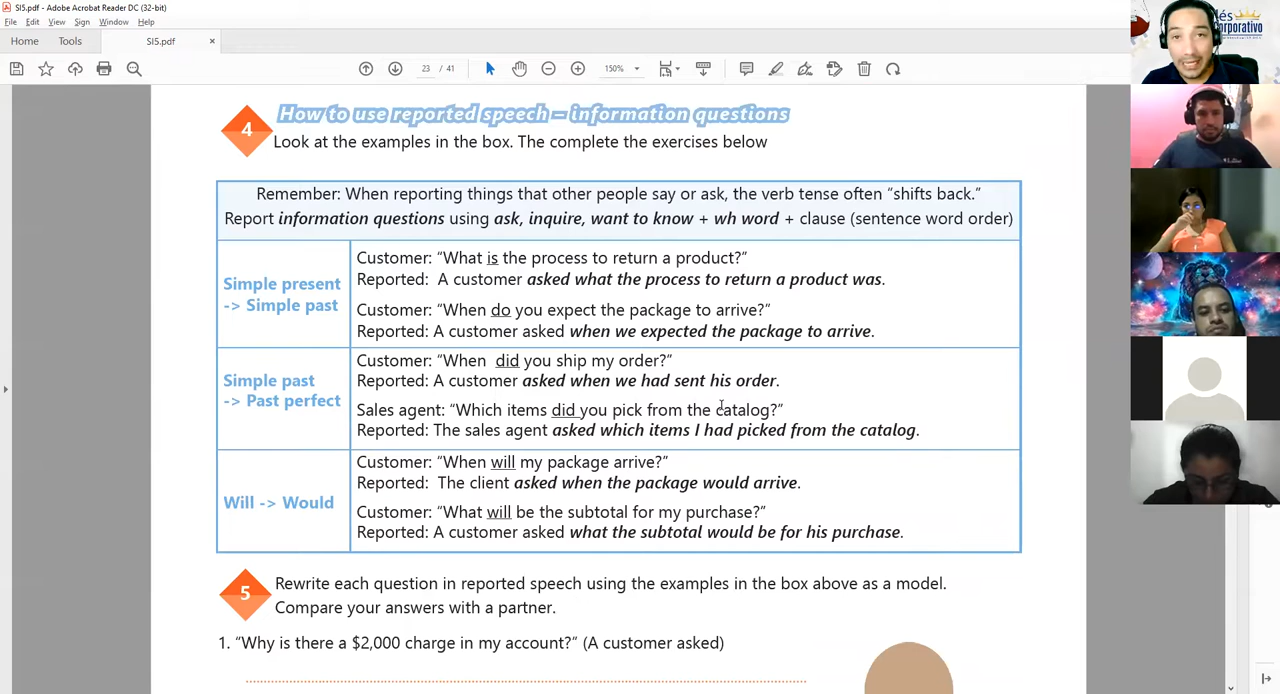 SI5.pdf - Adobe Acrobat Reader DC (32-bit)
File Edit View Sign Window Help
Home Tools SI5.pdf ×
23 / 41 150%
és
orporativo
4 How to use reported speech – information questions
Look at the examples in the box. The complete the exercises below
Remember: When reporting things that other people say or ask, the verb tense often “shifts back.”
Report information questions using ask, inquire, want to know + wh word + clause (sentence word order)
Simple present
-> Simple past
Customer: “What is the process to return a product?”
Reported: A customer asked what the process to return a product was.
Customer: “When do you expect the package to arrive?”
Reported: A customer asked when we expected the package to arrive.
Simple past
-> Past perfect
Customer: “When did you ship my order?”
Reported: A customer asked when we had sent his order.
Sales agent: “Which items did you pick from the catalog?”
Reported: The sales agent asked which items I had picked from the catalog.
Will -> Would
Customer: “When will my package arrive?”
Reported: The client asked when the package would arrive.
Customer: “What will be the subtotal for my purchase?”
Reported: A customer asked what the subtotal would be for his purchase.
5 Rewrite each question in reported speech using the examples in the box above as a model.
Compare your answers with a partner.
1. “Why is there a $2,000 charge in my account?” (A customer asked)